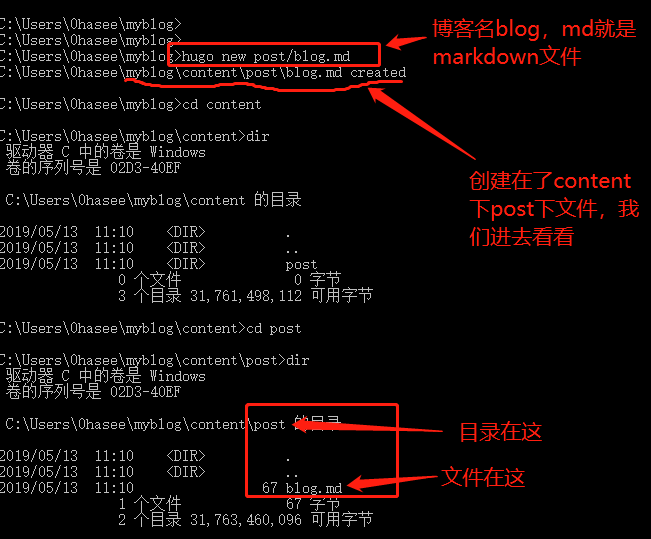 C:\Users\0hasee\myblog>
C:\Users\0hasee\myblog>
C:\Users\0hasee\myblog>hugo new post/blog.md
C:\Users\0hasee\myblog\content\post\blog.md created
博客名blog，md就是
markdown文件
C:\Users\0hasee\myblog>cd content
C:\Users\0hasee\myblog\content>dir
驱动器 C 中的卷是 Windows
卷的序列号是 02D3-40EF
创建在了content
下post下文件，我
们进去看看
C:\Users\0hasee\myblog\content 的目录
2019/05/13  11:10    <DIR>          .
2019/05/13  11:10    <DIR>          ..
2019/05/13  11:10    <DIR>          post
0 个文件              0 字节
3 个目录 31,761,498,112 可用字节
C:\Users\0hasee\myblog\content>cd post
C:\Users\0hasee\myblog\content\post>dir
驱动器 C 中的卷是 Windows
卷的序列号是 02D3-40EF
C:\Users\0hasee\myblog\content\post 的目录
目录在这
2019/05/13  11:10    <DIR>          .
2019/05/13  11:10    <DIR>          ..
2019/05/13  11:10                67 blog.md
文件在这
1 个文件             67 字节
2 个目录 31,763,460,096 可用字节